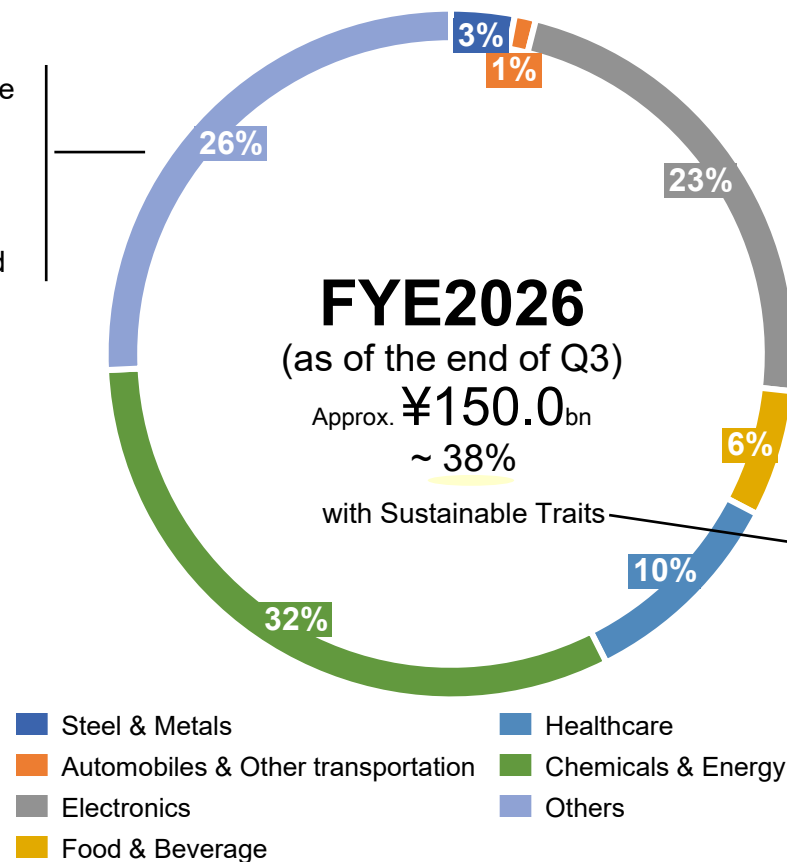 3%
1%
26%
23%
FYE2026
(as of the end of Q3)
Approx. ¥150.0bn
~ 38%
6%
with Sustainable Traits
10%
32%
Steel & Metals
Healthcare
Automobiles & Other transportation
Chemicals & Energy
Electronics
Others
Food & Beverage